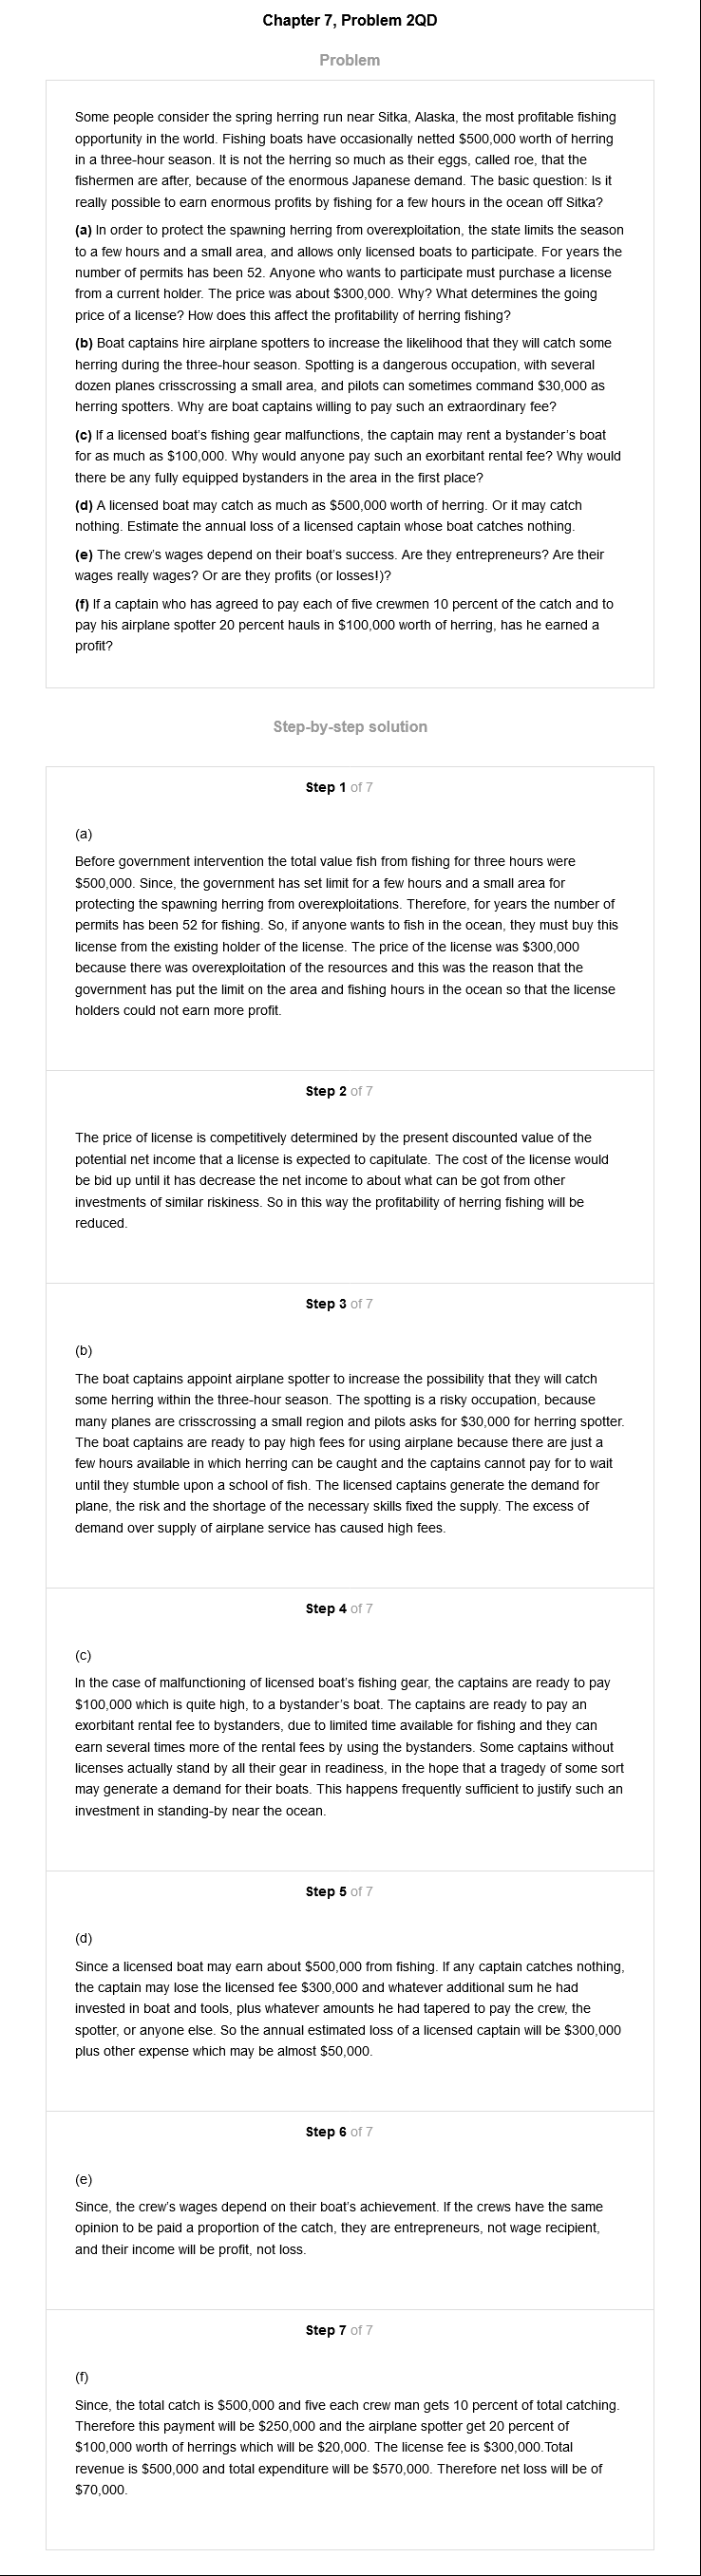 Chapter 7, Problem 2QD
Problem
Some people consider the spring herring run near Sitka, Alaska, the most profitable fishing
opportunity in the world. Fishing boats have occasionally netted $500,000 worth of herring
in a three-hour season. It is not the herring so much as their eggs, called roe, that the
fishermen are after, because of the enormous Japanese demand. The basic question: Is it
really possible to earn enormous profits by fishing for a few hours in the ocean off Sitka?
(a) In order to protect the spawning herring from overexploitation, the state limits the season
to a few hours and a small area, and allows only licensed boats to participate. For years the
number of permits has been 52. Anyone who wants to participate must purchase a license
from a current holder. The price was about $300,000. Why? What determines the going
price of a license? How does this affect the profitability of herring fishing?
(b) Boat captains hire airplane spotters to increase the likelihood that they will catch some
herring during the three-hour season. Spotting is a dangerous occupation, with several
dozen planes crisscrossing a small area, and pilots can sometimes command $30,000 as
herring spotters. Why are boat captains willing to pay such an extraordinary fee?
(c) If a licensed boat's fishing gear malfunctions, the captain may rent a bystander's boat
for as much as $100,000. Why would anyone pay such an exorbitant rental fee? Why would
there be any fully equipped bystanders in the area in the first place?
(d) A licensed boat may catch as much as $500,000 worth of herring. Or it may catch
nothing. Estimate the annual loss of a licensed captain whose boat catches nothing.
(e) The crew's wages depend on their boat's success. Are they entrepreneurs? Are their
wages really wages? Or are they profits (or losses!)?
(f) If a captain who has agreed to pay each of five crewmen 10 percent of the catch and to
pay his airplane spotter 20 percent hauls in $100,000 worth of herring, has he earned a
profit?
Step-by-step solution
Step 1 of 7
(a)
Before government intervention the total value fish from fishing for three hours were
$500,000. Since, the government has set limit for a few hours and a small area for
protecting the spawning herring from overexploitations. Therefore, for years the number of
permits has been 52 for fishing. So, if anyone wants to fish in the ocean, they must buy this
license from the existing holder of the license. The price of the license was $300,000
because there was overexploitation of the resources and this was the reason that the
government has put the limit on the area and fishing hours in the ocean so that the license
holders could not earn more profit.
Step 2 of 7
The price of license is competitively determined by the present discounted value of the
potential net income that a license is expected to capitulate. The cost of the license would
be bid up until it has decrease the net income to about what can be got from other
investments of similar riskiness. So in this way the profitability of herring fishing will be
reduced.
Step 3 of 7
(b)
The boat captains appoint airplane spotter to increase the possibility that they will catch
some herring within the three-hour season. The spotting is a risky occupation, because
many planes are crisscrossing a small region and pilots asks for $30,000 for herring spotter.
The boat captains are ready to pay high fees for using airplane because there are just a
few hours available in which herring can be caught and the captains cannot pay for to wait
until they stumble upon a school of fish. The licensed captains generate the demand for
plane, the risk and the shortage of the necessary skills fixed the supply. The excess of
demand over supply of airplane service has caused high fees.
Step 4 of 7
(c)
In the case of malfunctioning of licensed boat's fishing gear, the captains are ready to pay
$100,000 which is quite high, to a bystander's boat. The captains are ready to pay an
exorbitant rental fee to bystanders, due to limited time available for fishing and they can
earn several times more of the rental fees by using the bystanders. Some captains without
licenses actually stand by all their gear in readiness, in the hope that a tragedy of some sort
may generate a demand for their boats. This happens frequently sufficient to justify such an
investment in standing-by near the ocean.
Step 5 of 7
(d)
Since a licensed boat may earn about $500,000 from fishing. If any captain catches nothing,
the captain may lose the licensed fee $300,000 and whatever additional sum he had
invested in boat and tools, plus whatever amounts he had tapered to pay the crew, the
spotter, or anyone else. So the annual estimated loss of a licensed captain will be $300,000
plus other expense which may be almost $50,000.
Step 6 of 7
(e)
Since, the crew's wages depend on their boat's achievement. If the crews have the same
opinion to be paid a proportion of the catch, they are entrepreneurs, not wage recipient,
and their income will be profit, not loss.
Step 7 of 7
(f)
Since, the total catch is $500,000 and five each crew man gets 10 percent of total catching.
Therefore this payment will be $250,000 and the airplane spotter get 20 percent of
$100,000 worth of herrings which will be $20,000. The license fee is $300,000.Total
revenue is $500,000 and total expenditure will be $570,000. Therefore net loss will be of
$70,000.